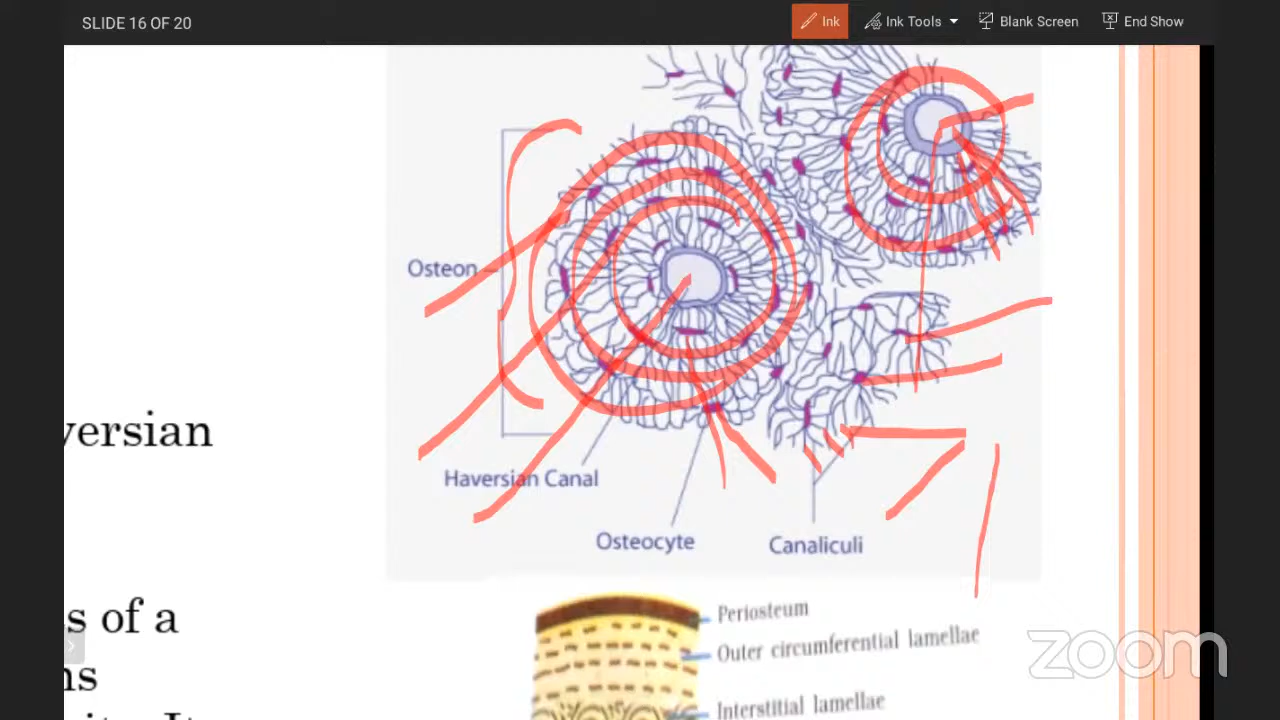 SLIDE 16 OF 20
Ink
Ink Tools
Blank Screen
End Show
Osteon
versian
Haversian Canal
Osteocyte
Canaliculi
Periosteum
s of a
Outer circumferential lamellae
Interstitial lamellae
zoom